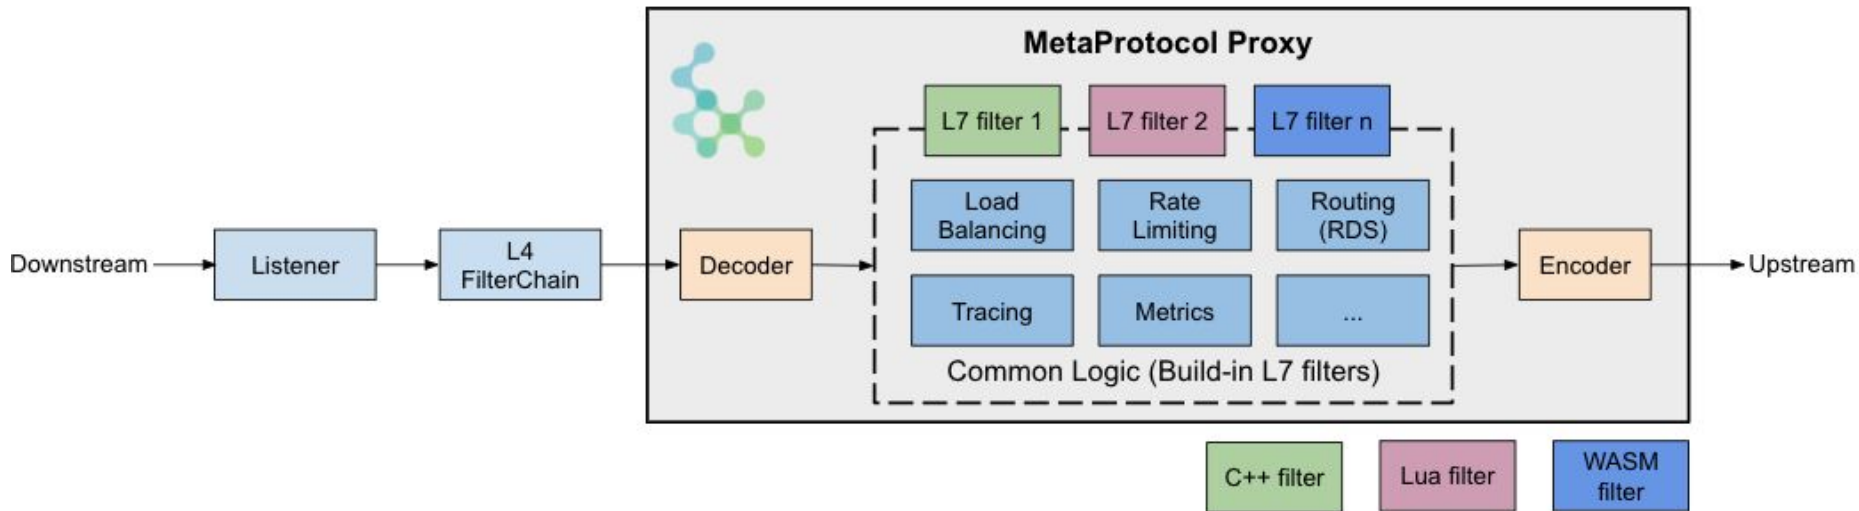 MetaProtocol Proxy
L7 filter 1
L7 filter 2
L7 filter n
Load
Balancing
Rate
Limiting
Routing
(RDS)
Downstream
Listener
L4
FilterChain
Decoder
Encoder
Upstream
Tracing
Metrics
...
Common Logic (Build-in L7 filters)
C++ filter
Lua filter
WASM
filter